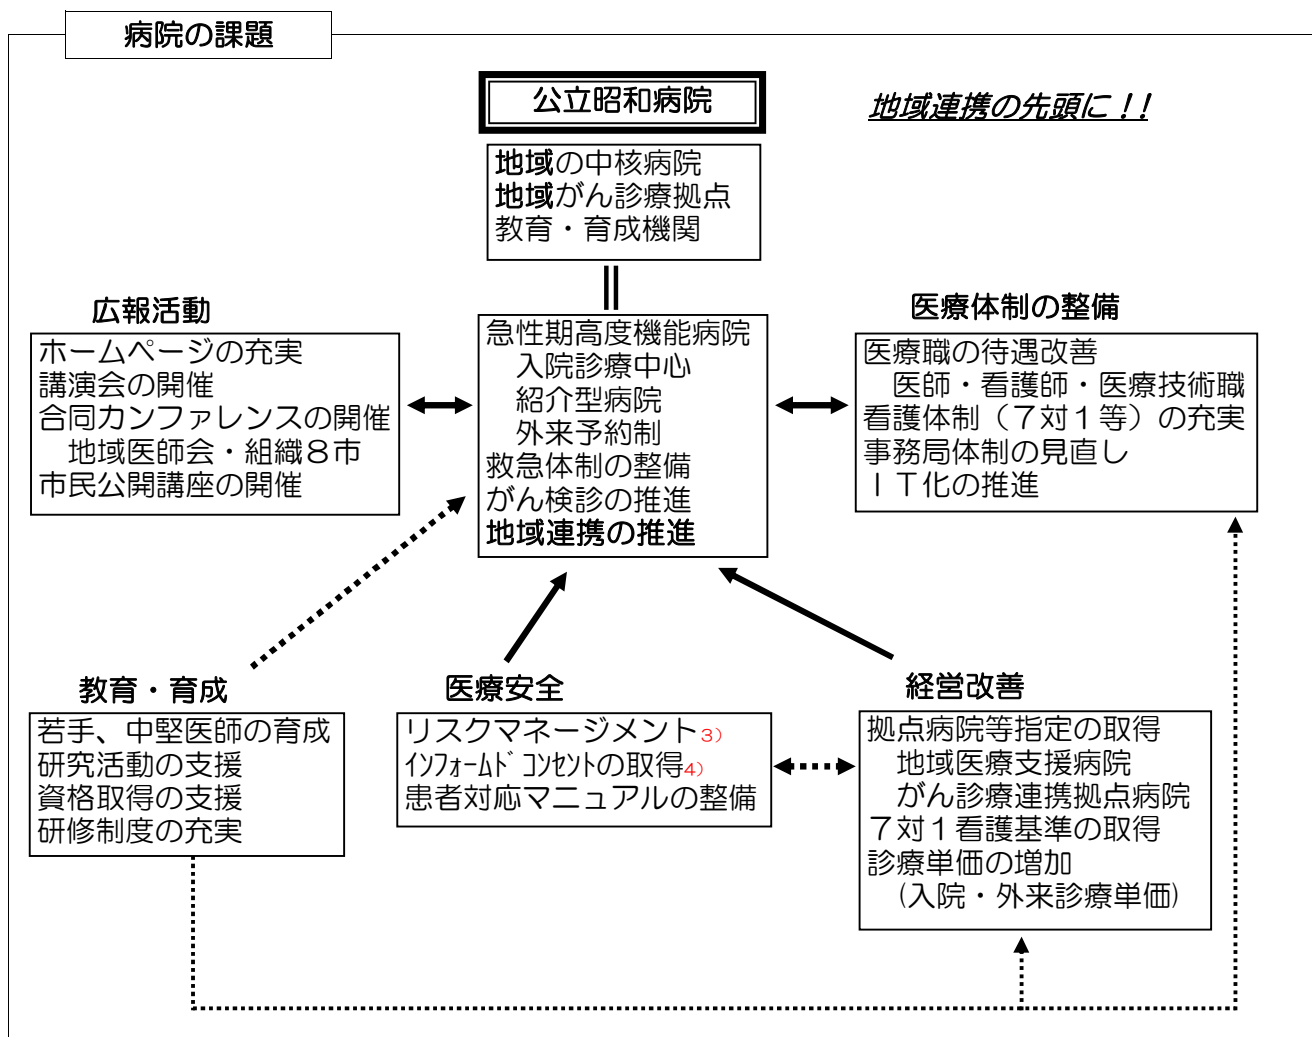 病院の課題
公立昭和病院
地域連携の先頭に！！
地域の中核病院
地域がん診療拠点
教育・育成機関
広報活動
ホームページの充実
講演会の開催
合同カンファレンスの開催
地域医師会・組織８市
市民公開講座の開催
急性期高度機能病院
入院診療中心
紹介型病院
外来予約制
救急体制の整備
がん検診の推進
地域連携の推進
医療体制の整備
医療職の待遇改善
医師・看護師・医療技術職
看護体制（７対１等）の充実
事務局体制の見直し
ＩＴ化の推進
教育・育成
若手、中堅医師の育成
研究活動の支援
資格取得の支援
研修制度の充実
医療安全
リスクマネージメント３）
ｲﾝﾌｫｰﾑﾄﾞｺﾝｾﾝﾄの取得４）
患者対応マニュアルの整備
経営改善
拠点病院等指定の取得
地域医療支援病院
がん診療連携拠点病院
７対１看護基準の取得
診療単価の増加
(入院・外来診療単価)